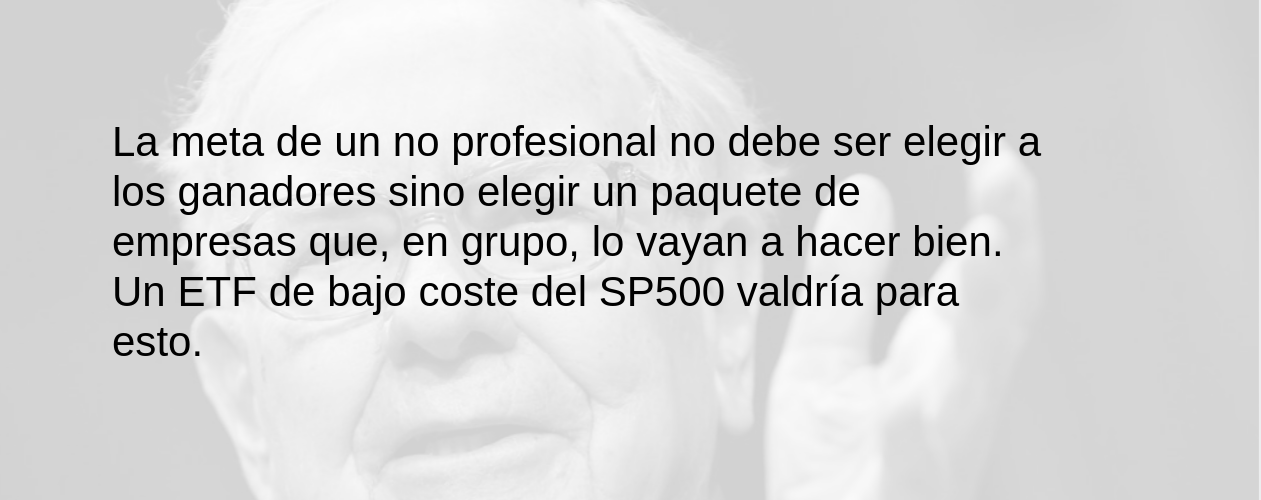 La meta de un no profesional no debe ser elegir a
los ganadores sino elegir un paquete de
empresas que, en grupo, lo vayan a hacer bien.
Un ETF de bajo coste del SP500 valdría para
esto.